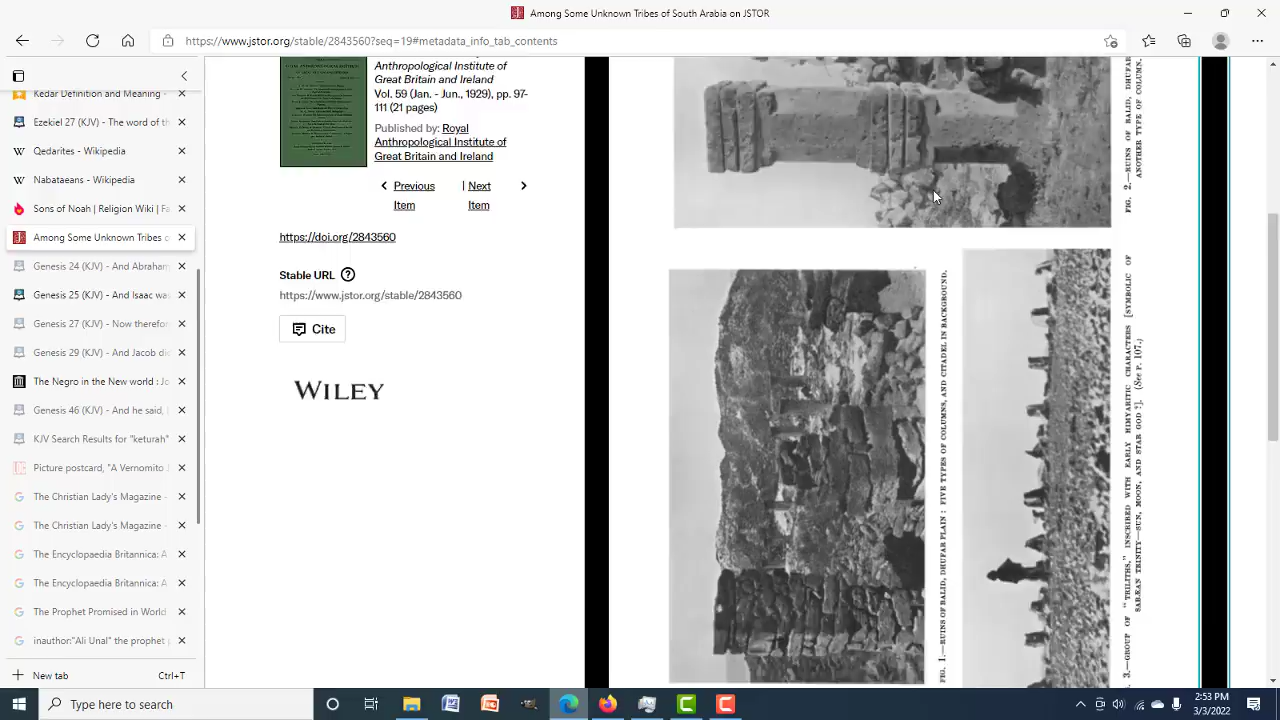 Among Some Unknown Tribes of South Arabia on JSTOR
https://www.jstor.org/stable/2843560?seq=19#metadata_info_tab_contents
tion and Meaning
V) - The word of th
Qedarites - Wikipedia
Nabataeans - Wikipedia
Sons of Noah | Religion Wiki | Fa
Among Some Unknown Tribes o
Genesis 24 (KJV) - And Abraham
Genesis 25 (KJV) - And Isaac was
Genesis 27 (KJV) - Now therefor
Genesis 29 (KJV) - And Jacob did
The Negro in the New world : Jo
Genesis 46 (KJV) - And he said,
KJV Search Results for "keturah"
Picture postcard, "A Vernomito
The Christian Lady's Magazine
The Christian Lady's Magazine
The Encyclopaedia Britannica: A
The Encyclopaedia Britannica: A
The Prophet Promised in World
inauthor:"Ali Unal" the prophet
New tab
Ctrl+T
Anthropological Institute of
Great Britain and Ireland
Vol. 59 (Jan. - Jun., 1929), pp. 97-
111 (21 pages)
Published by: Royal
Anthropological Institute of
Great Britain and Ireland
Previous
Item
| Next
Item
https://doi.org/2843560
Stable URL
https://www.jstor.org/stable/2843560
Cite
WILEY
FIG. 2.—RUINS OF BALID, DHUFAR
ANOTHER TYPE OF COLUMN.
FIG. 1.—RUINS OF BALID, DHUFAR PLAIN : FIVE TYPES OF COLUMNS, AND CITADEL IN BACKGROUND.
3.—GROUP OF "TRILITHS," INSCRIBED WITH EARLY HIMYARITIC CHARACTERS [SYMBOLIC OF
SABÆAN TRINITY—SUN, MOON, AND STAR GOD ?]. (See P. 107.)
Type here to search
2:53 PM
3/3/2022